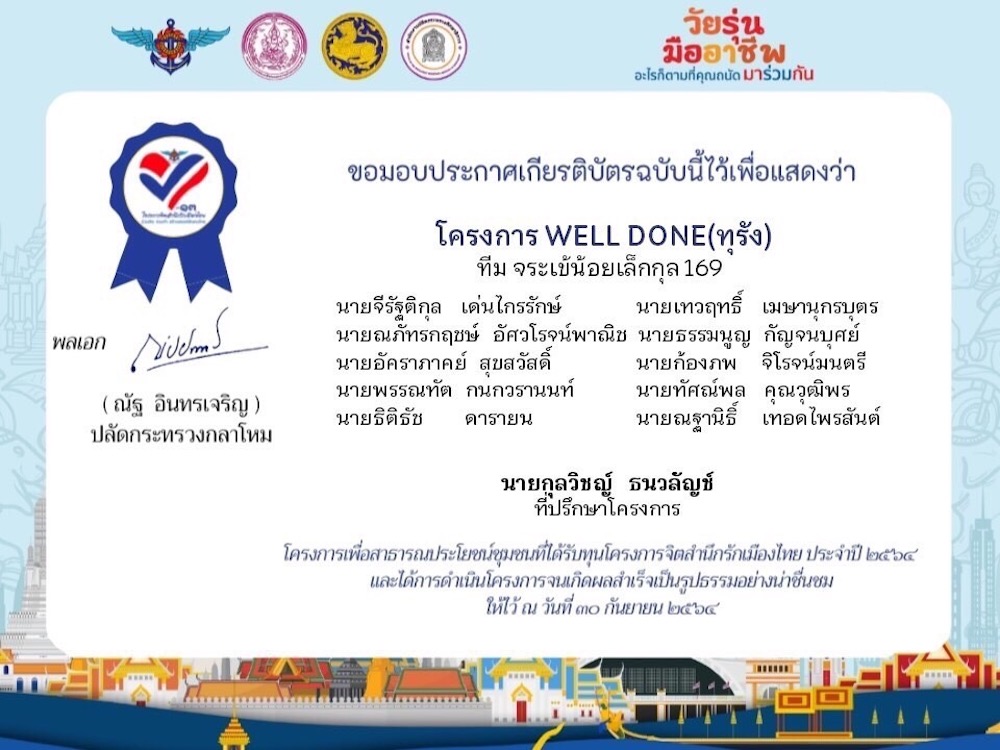 วัยรุ่น
มืออาชีพ
อะไรก็ตามที่คุณถนัด มาร่วมกัน
ขอมอบประกาศเกียรติบัตรฉบับนี้ไว้เพื่อแสดงว่า
โครงการ WELL DONE(ทุรัง)
ทีม จระเข้น้อยเล็กกุล 169
นายจีรัฐติกุล เด่นไกรรักษ์ นายเทวฤทธิ์ เมษานุกรบุตร
นายณภัทรกฤชษ์ อัศวโรจน์พาณิช นายธรรมนูญ กัญจนบุศย์
นายอัคราภาคย์ สุขสวัสดิ์ นายก้องภพ จิโรจน์มนตรี
นายพรรณทัต กนกวรานนท์ นายทัศณ์พล คุณวุฒิพร
นายธิติธัช ดารายน นายณฐานิธิ์ เทอดไพรสันต์
พลเอก
( ณัฐ อินทรเจริญ )
ปลัดกระทรวงกลาโหม
นายกุลวิชญ์ ธนวลัญช์
ที่ปรึกษาโครงการ
โครงการเพื่อสาธารณประโยชน์ชุมชนที่ได้รับทุนโครงการจิตสำนึกรักเมืองไทย ประจำปี ๒๕๖๔
และได้การดำเนินโครงการจนเกิดผลสำเร็จเป็นรูปธรรมอย่างน่าชื่นชม
ให้ไว้ ณ วันที่ ๓๐ กันยายน ๒๕๖๔